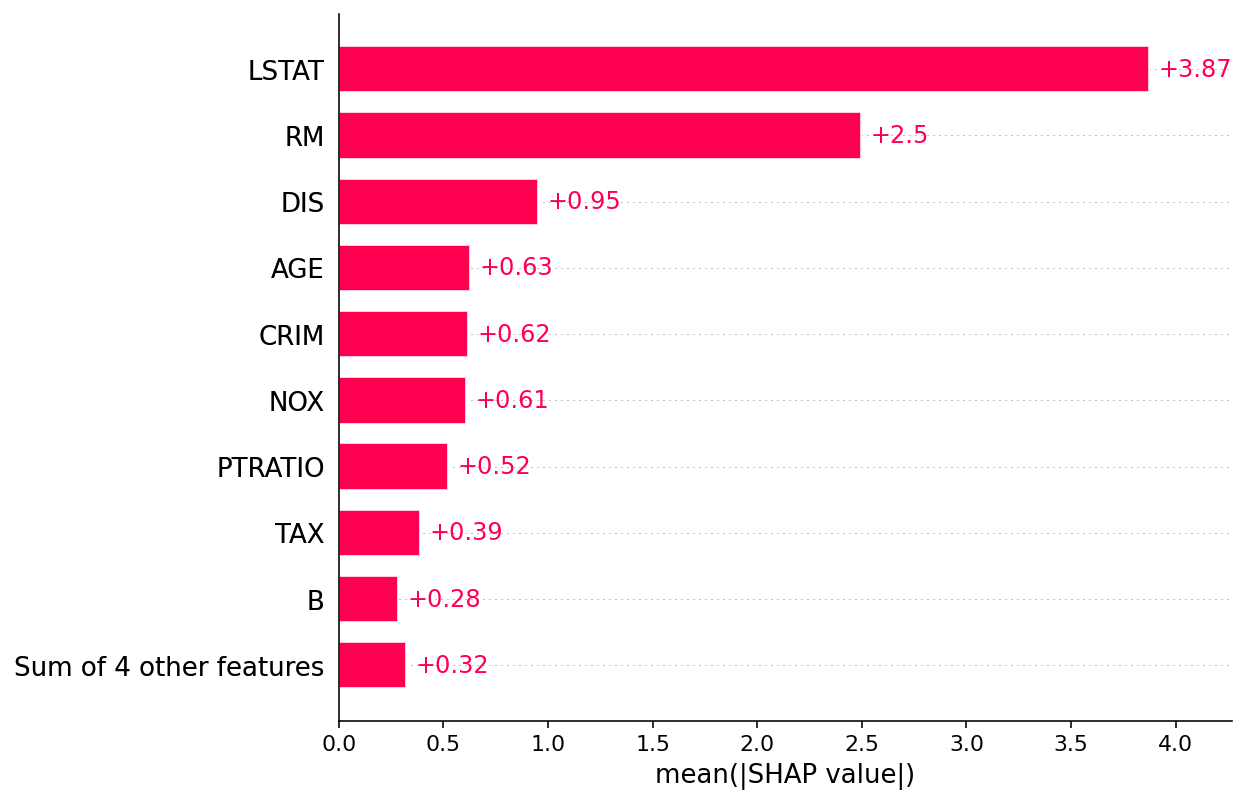 LSTAT +3.87
RM +2.5
DIS +0.95
AGE +0.63
CRIM +0.62
NOX +0.61
PTRATIO +0.52
TAX +0.39
B +0.28
Sum of 4 other features +0.32
0.0 0.5 1.0 1.5 2.0 2.5 3.0 3.5 4.0
mean(|SHAP value|)